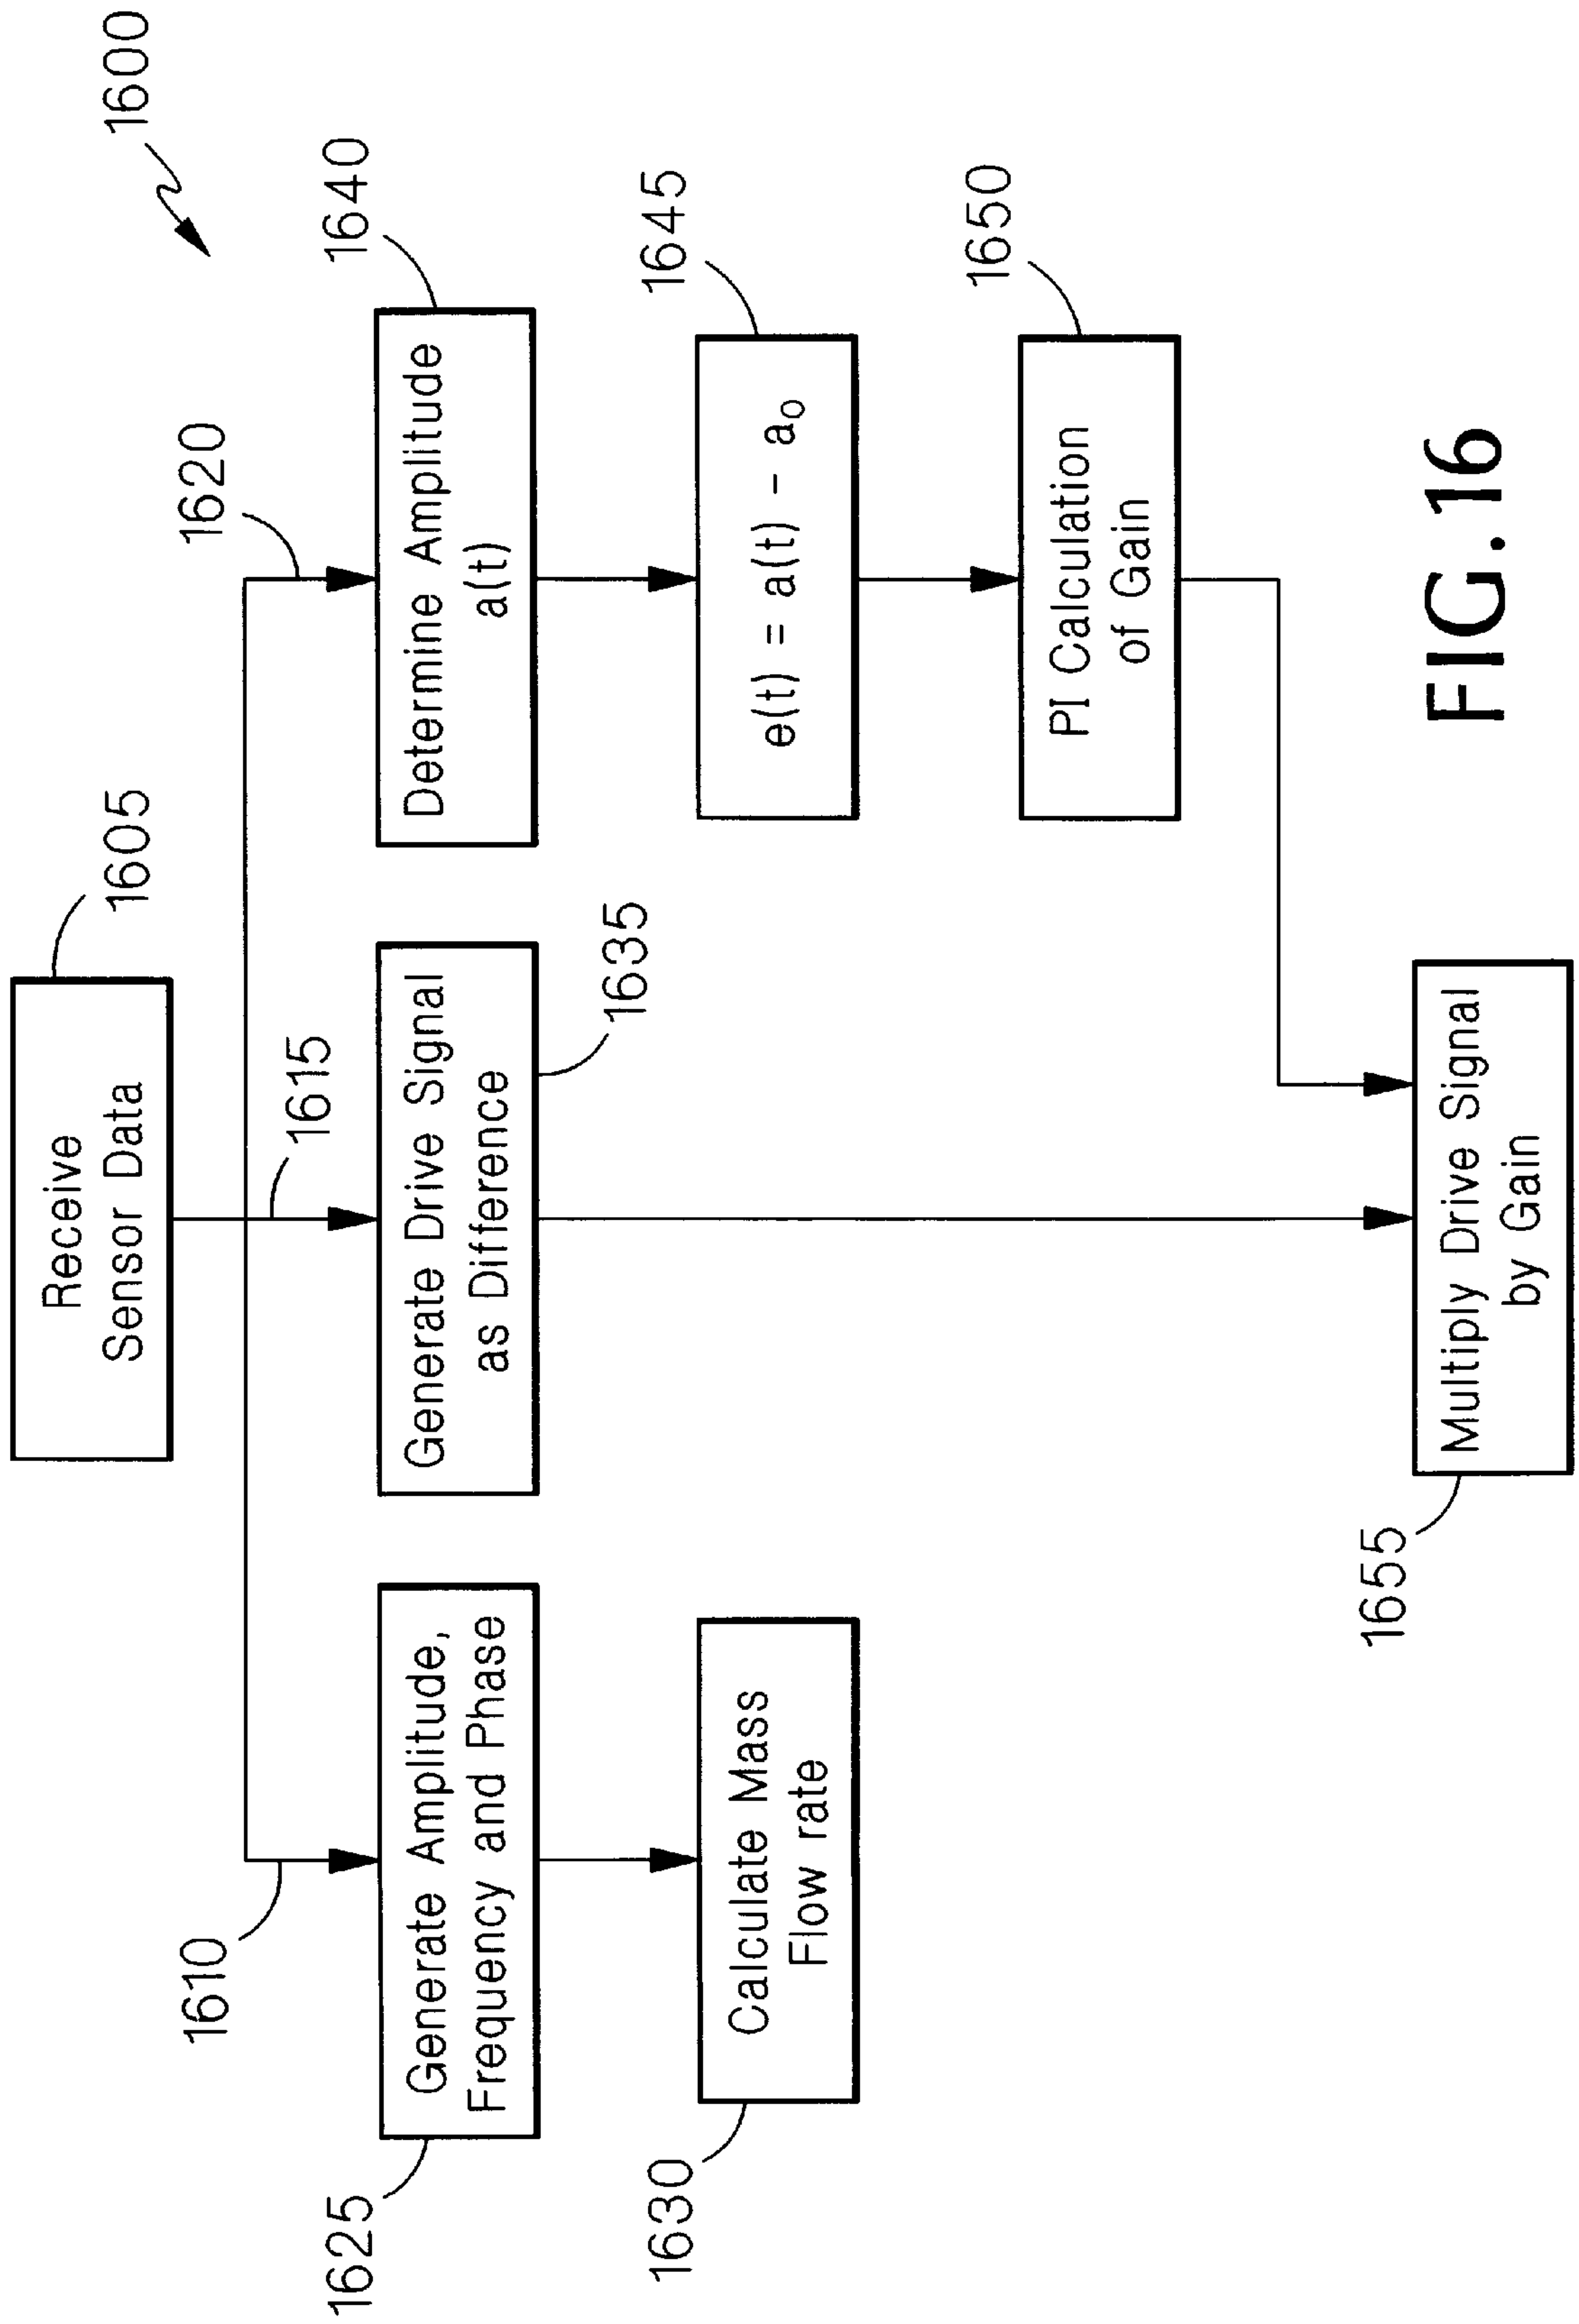 1600
Receive
Sensor Data
1605
1610
1615
1620
Generate Amplitude,
Frequency and Phase
1625
Generate Drive Signal
as Difference
1635
Determine Amplitude
a(t)
1640
Calculate Mass
Flow rate
1630
e(t) = a(t) - a₀
1645
PI Calculation
of Gain
1650
Multiply Drive Signal
by Gain
1655
FIG. 16